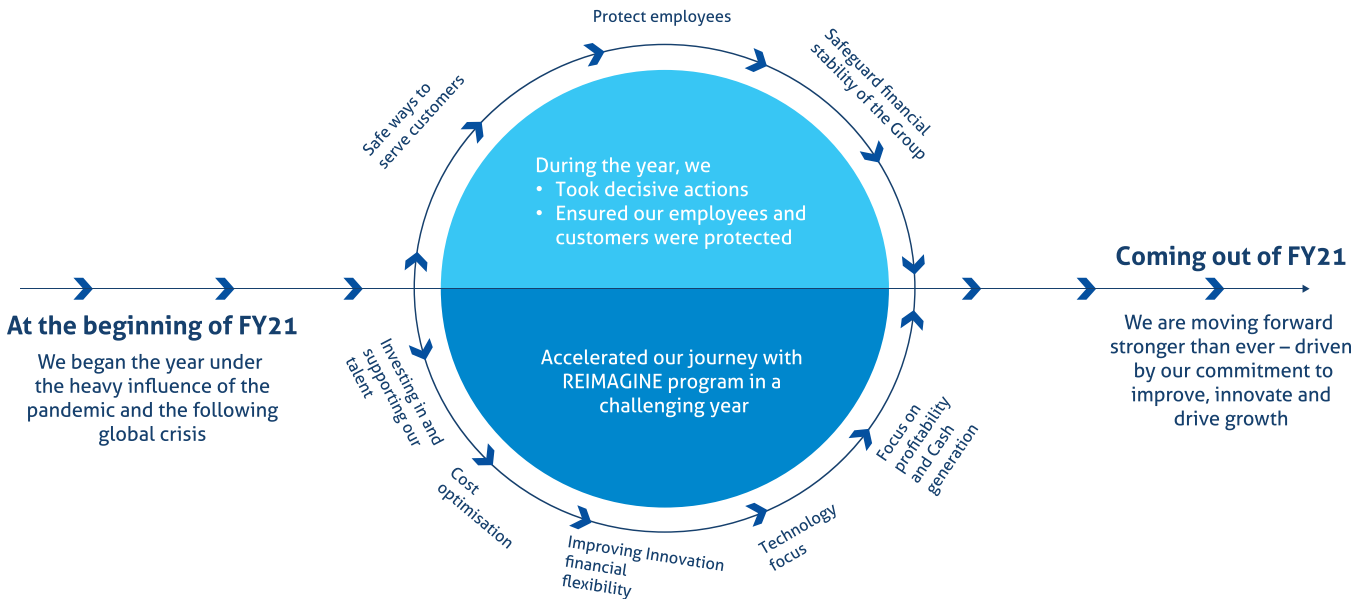 Protect employees
Safe ways to
serve customers
Safeguard financial
stability of the Group
During the year, we
• Took decisive actions
• Ensured our employees and
customers were protected
Coming out of FY21
We are moving forward
stronger than ever – driven
by our commitment to
improve, innovate and
drive growth
At the beginning of FY21
We began the year under
the heavy influence of the
pandemic and the following
global crisis
Accelerated our journey with
REIMAGINE program in a
challenging year
Investing in and
supporting our
talent
Cost
optimisation
Improving Innovation
financial
flexibility
Technology
focus
Focus on
profitability
and Cash
generation